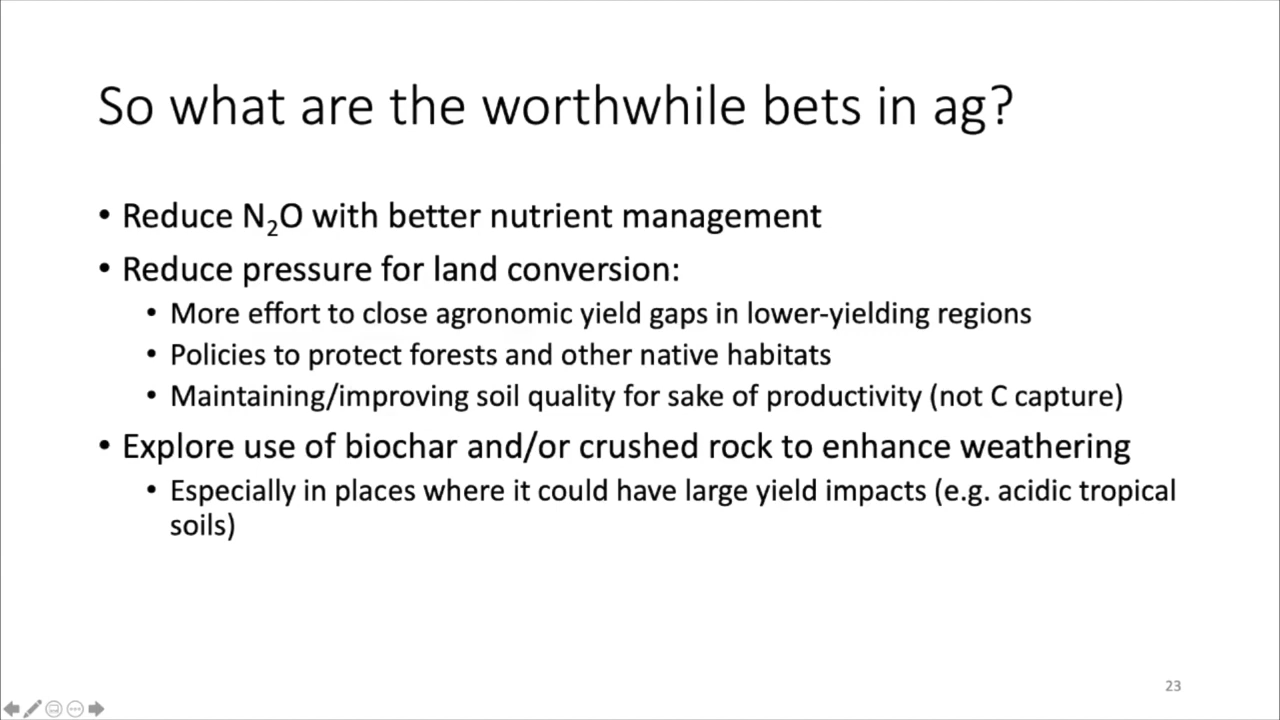 So what are the worthwhile bets in ag?
• Reduce N₂O with better nutrient management
• Reduce pressure for land conversion:
• More effort to close agronomic yield gaps in lower-yielding regions
• Policies to protect forests and other native habitats
• Maintaining/improving soil quality for sake of productivity (not C capture)
• Explore use of biochar and/or crushed rock to enhance weathering
• Especially in places where it could have large yield impacts (e.g. acidic tropical
soils)
23